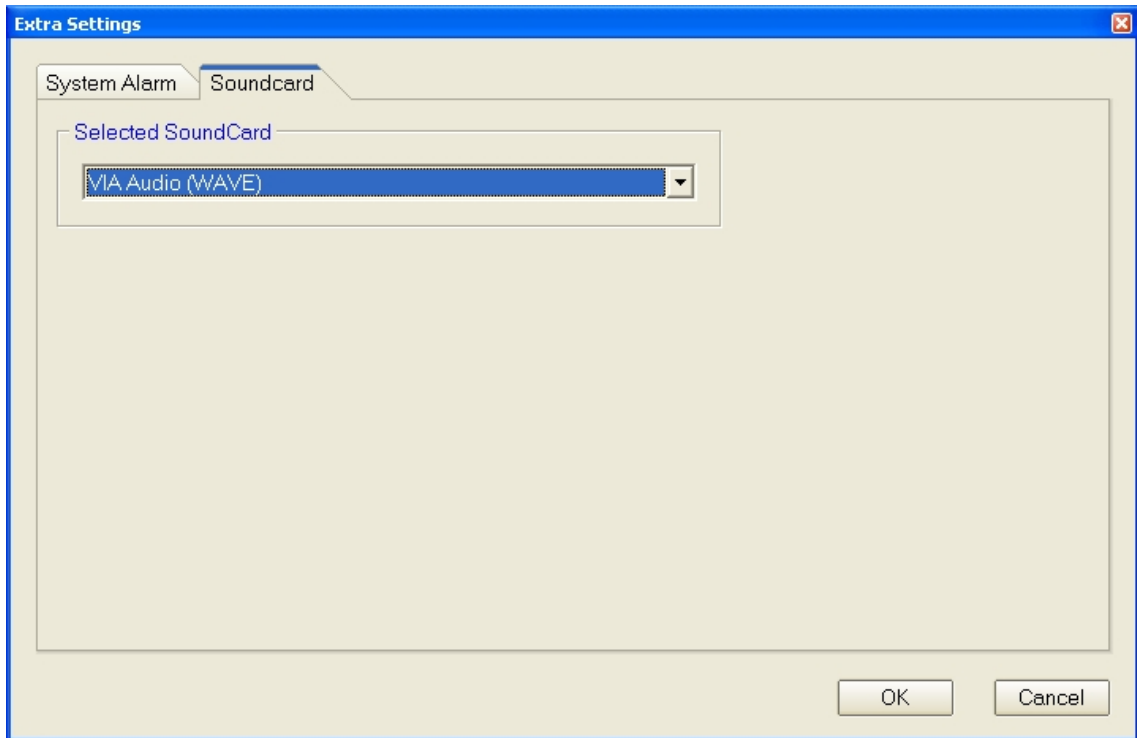 Extra Settings
System Alarm
Soundcard
Selected SoundCard
VIA Audio (WAVE)
OK
Cancel